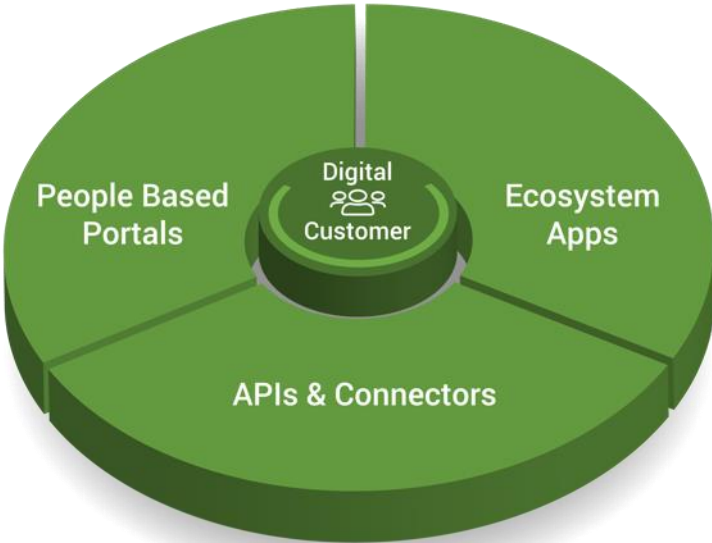 Digital
Customer
People Based
Portals
Ecosystem
Apps
APIs & Connectors